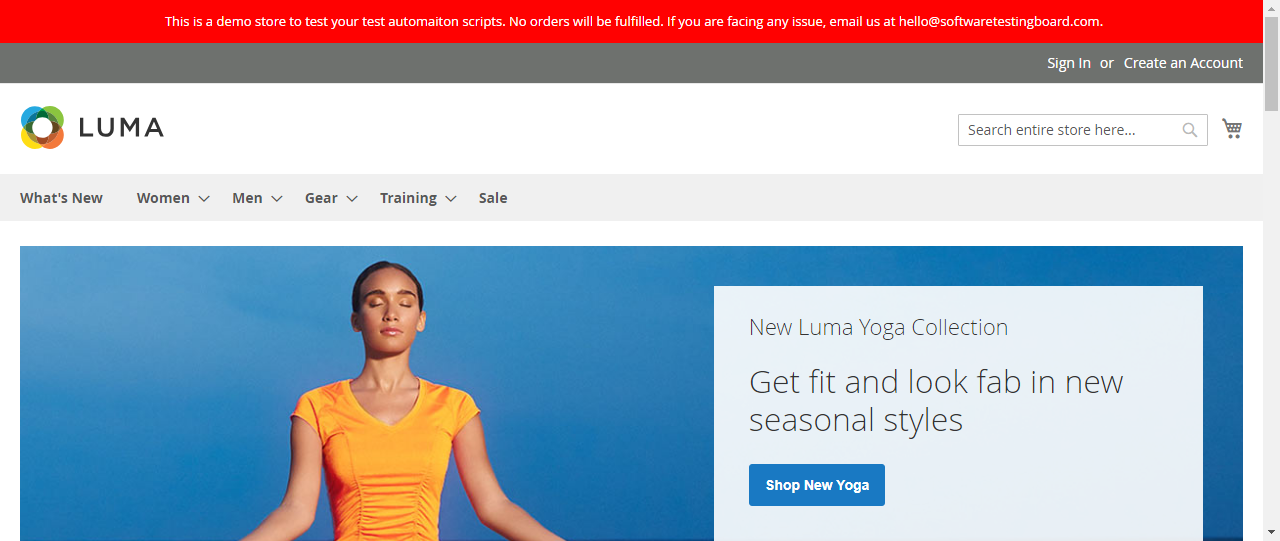 This is a demo store to test your test automaiton scripts. No orders will be fulfilled. If you are facing any issue, email us at hello@softwaretestingboard.com.
Sign In or Create an Account
LUMA
Search entire store here...
What's New Women Men Gear Training Sale
New Luma Yoga Collection
Get fit and look fab in new
seasonal styles
Shop New Yoga